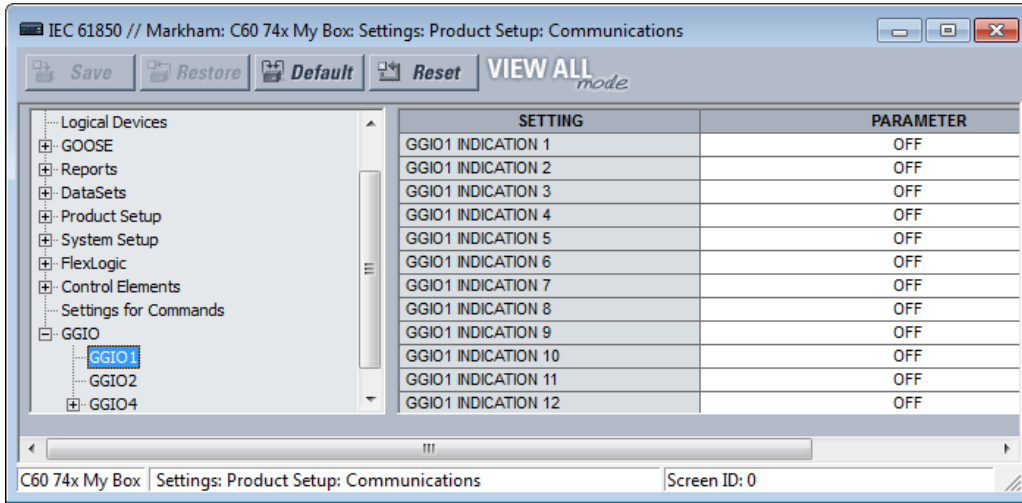 IEC 61850 // Markham: C60 74x My Box: Settings: Product Setup: Communications
Save Restore Default Reset VIEW ALL mode
Logical Devices
GOOSE
Reports
DataSets
Product Setup
System Setup
FlexLogic
Control Elements
Settings for Commands
GGIO
GGIO1
GGIO2
GGIO4
SETTING PARAMETER
GGIO1 INDICATION 1 OFF
GGIO1 INDICATION 2 OFF
GGIO1 INDICATION 3 OFF
GGIO1 INDICATION 4 OFF
GGIO1 INDICATION 5 OFF
GGIO1 INDICATION 6 OFF
GGIO1 INDICATION 7 OFF
GGIO1 INDICATION 8 OFF
GGIO1 INDICATION 9 OFF
GGIO1 INDICATION 10 OFF
GGIO1 INDICATION 11 OFF
GGIO1 INDICATION 12 OFF
C60 74x My Box Settings: Product Setup: Communications Screen ID: 0